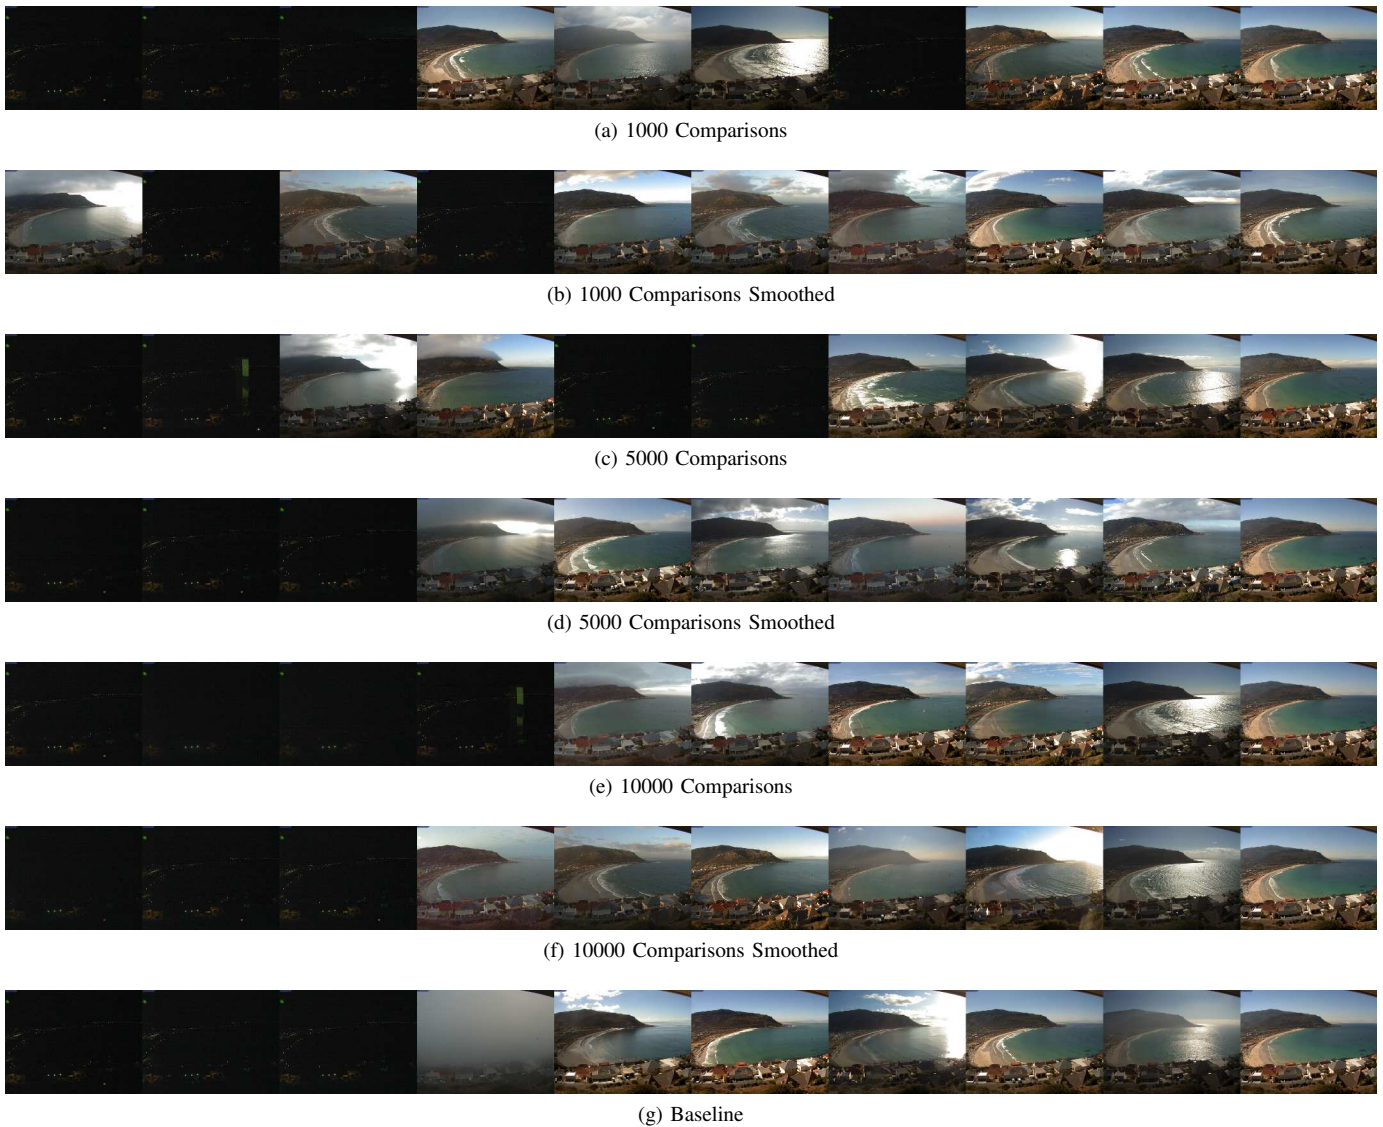 (a) 1000 Comparisons
(b) 1000 Comparisons Smoothed
(c) 5000 Comparisons
(d) 5000 Comparisons Smoothed
(e) 10000 Comparisons
(f) 10000 Comparisons Smoothed
(g) Baseline